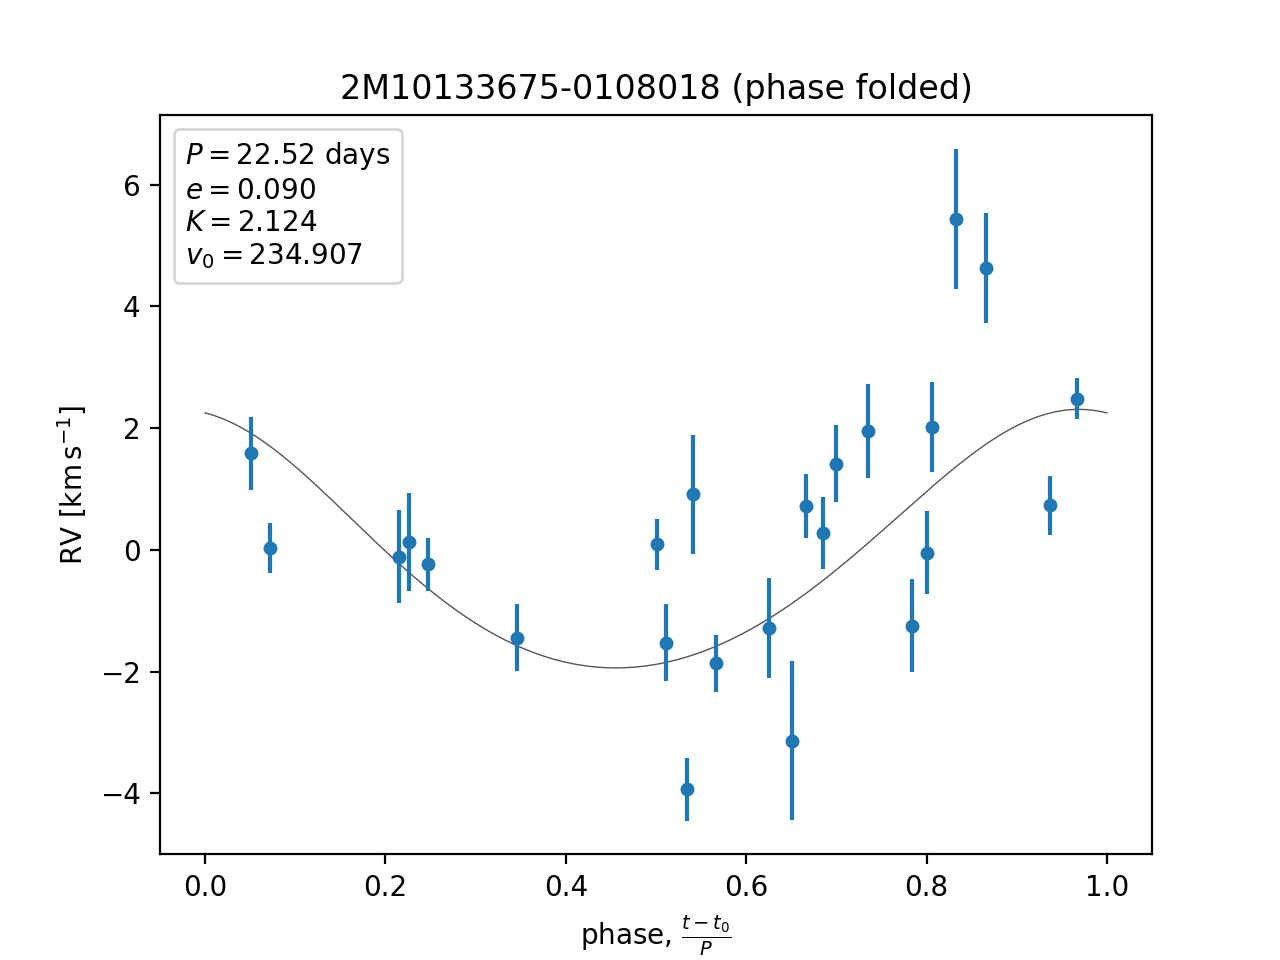 2M10133675-0108018 (phase folded)
P = 22.52 days
e = 0.090
K = 2.124
v₀ = 234.907
RV [km s⁻¹]
6
4
2
0
−2
−4
0.0 0.2 0.4 0.6 0.8 1.0
phase, (t − t₀)/P